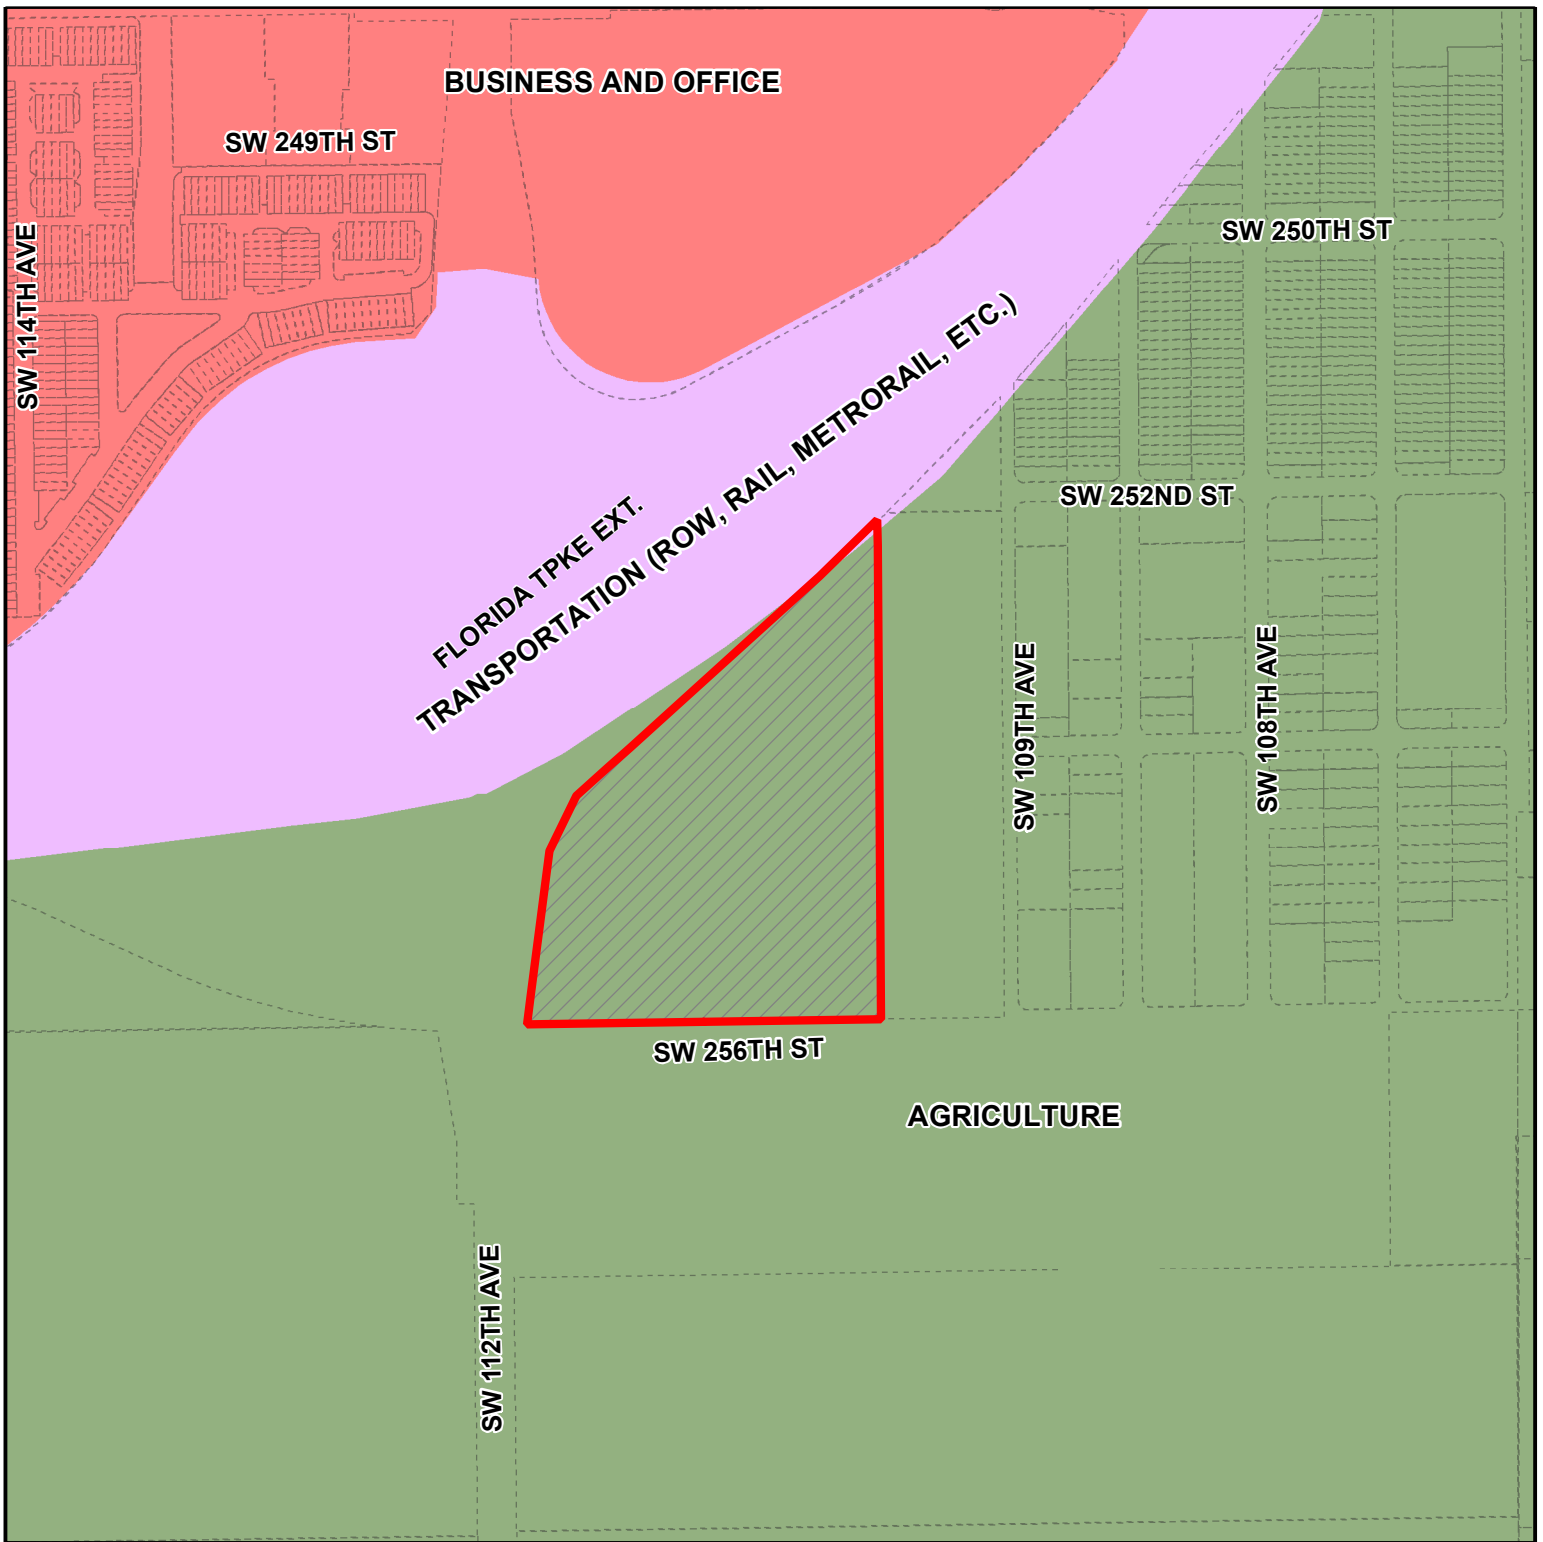 BUSINESS AND OFFICE
SW 249TH ST
SW 250TH ST
SW 114TH AVE
FLORIDA TPKE EXT.
TRANSPORTATION (ROW, RAIL, METRORAIL, ETC.)
SW 252ND ST
SW 109TH AVE
SW 108TH AVE
SW 256TH ST
AGRICULTURE
SW 112TH AVE